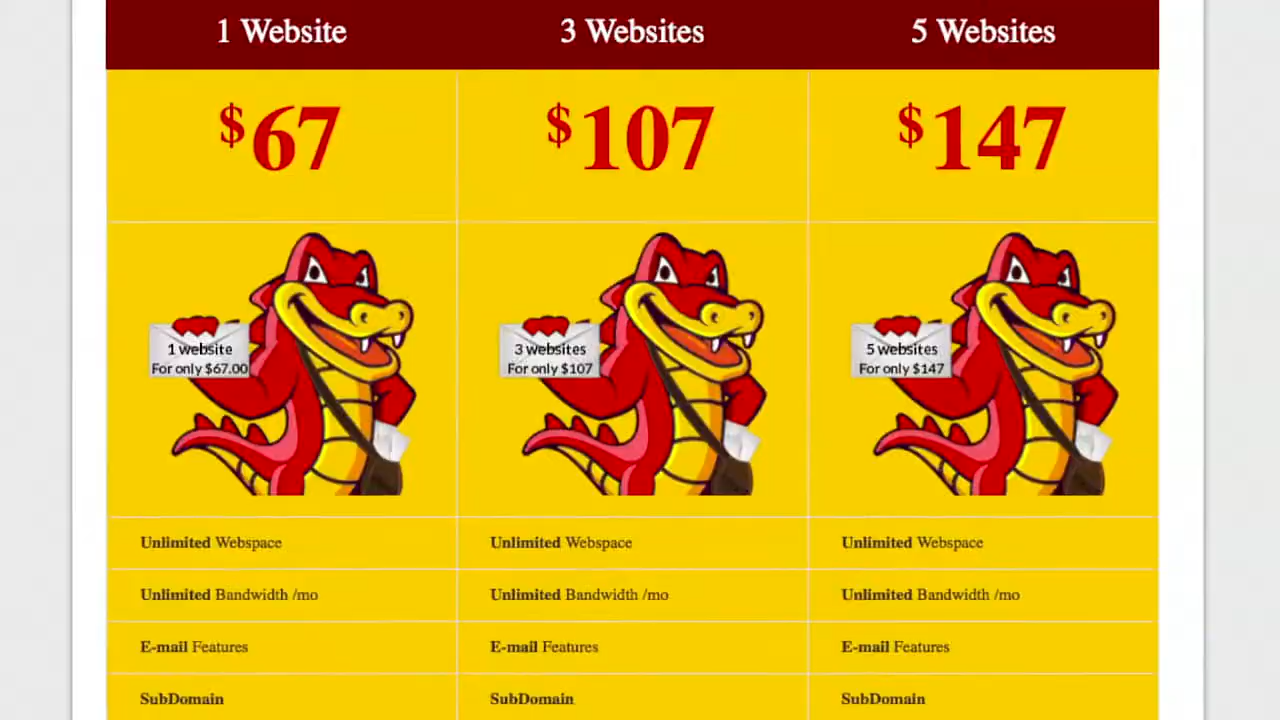 1 Website 3 Websites 5 Websites
$67 $107 $147
1 website 3 websites 5 websites
For only $67.00 For only $107 For only $147
Unlimited Webspace Unlimited Webspace Unlimited Webspace
Unlimited Bandwidth /mo Unlimited Bandwidth /mo Unlimited Bandwidth /mo
E-mail Features E-mail Features E-mail Features
SubDomain SubDomain SubDomain